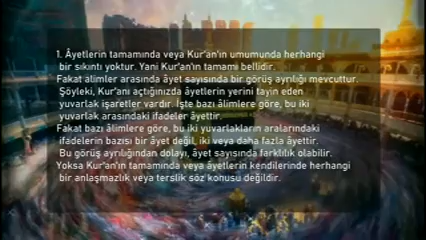 1. Âyetlerin tamamında veya Kur'an'ın umumunda herhangi
bir sıkıntı yoktur. Yani Kur'an'ın tamamı bellidir.
Fakat alimler arasında âyet sayısında bir görüş ayrılığı mevcuttur.
Şöyleki, Kur'anı açtığınızda âyetlerin yerini tayin eden
yuvarlak işaretler vardır. İşte bazı âlimlere göre, bu iki
yuvarlak arasındaki ifadeler âyettir.
Fakat bazı âlimlere göre, bu iki yuvarlakların aralarındaki
ifadelerin bazısı bir âyet değil, iki veya daha fazla âyettir.
Bu görüş ayrılığından dolayı, âyet sayısında farklılık olabilir.
Yoksa Kur'an'ın tamamında veya âyetlerin kendilerinde herhangi
bir anlaşmazlık veya terslik söz konusu değildir.